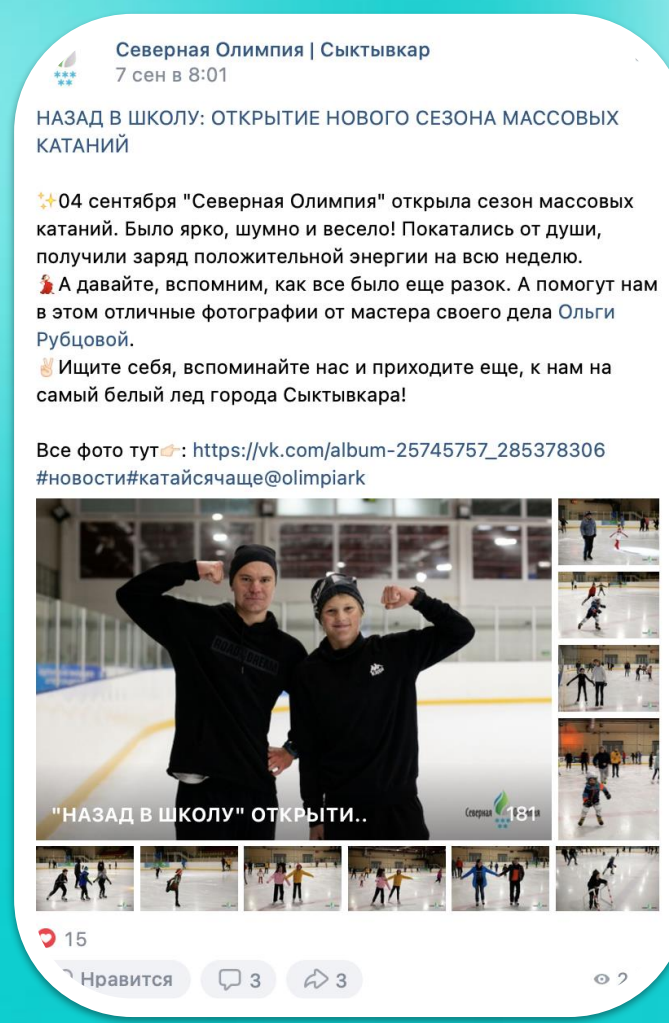 Северная Олимпия | Сыктывкар
7 сен в 8:01
НАЗАД В ШКОЛУ: ОТКРЫТИЕ НОВОГО СЕЗОНА МАССОВЫХ
КАТАНИЙ
✨04 сентября "Северная Олимпия" открыла сезон массовых
катаний. Было ярко, шумно и весело! Покатались от души,
получили заряд положительной энергии на всю неделю.
💃А давайте, вспомним, как все было еще разок. А помогут нам
в этом отличные фотографии от мастера своего дела Ольги
Рубцовой.
✌🏻Ищите себя, вспоминайте нас и приходите еще, к нам на
самый белый лед города Сыктывкара!
Все фото тут👉🏻: https://vk.com/album-25745757_285378306
#новости#катайсячаще@olimpiark
"НАЗАД В ШКОЛУ" ОТКРЫТИ..
Северная
181
15
Нравится
3
3